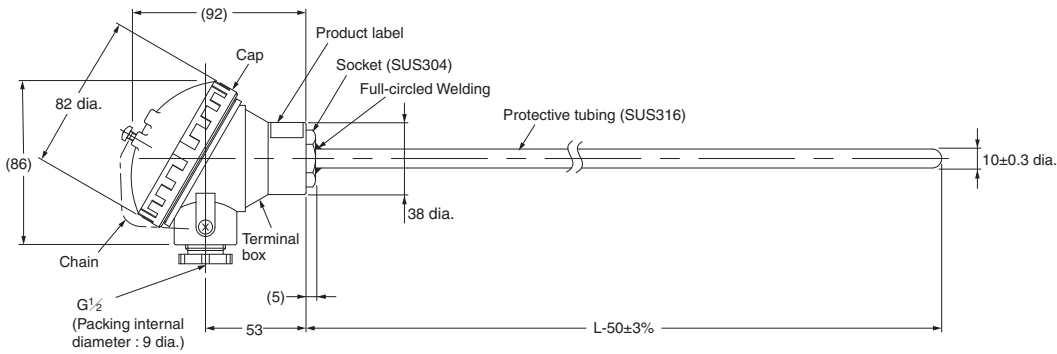 (92)
Product label
Cap
Socket (SUS304)
Full-circled Welding
82 dia.
Protective tubing (SUS316)
(86)
10±0.3 dia.
38 dia.
Terminal
box
Chain
(5)
G½
(Packing internal
diameter : 9 dia.)
53
L-50±3%